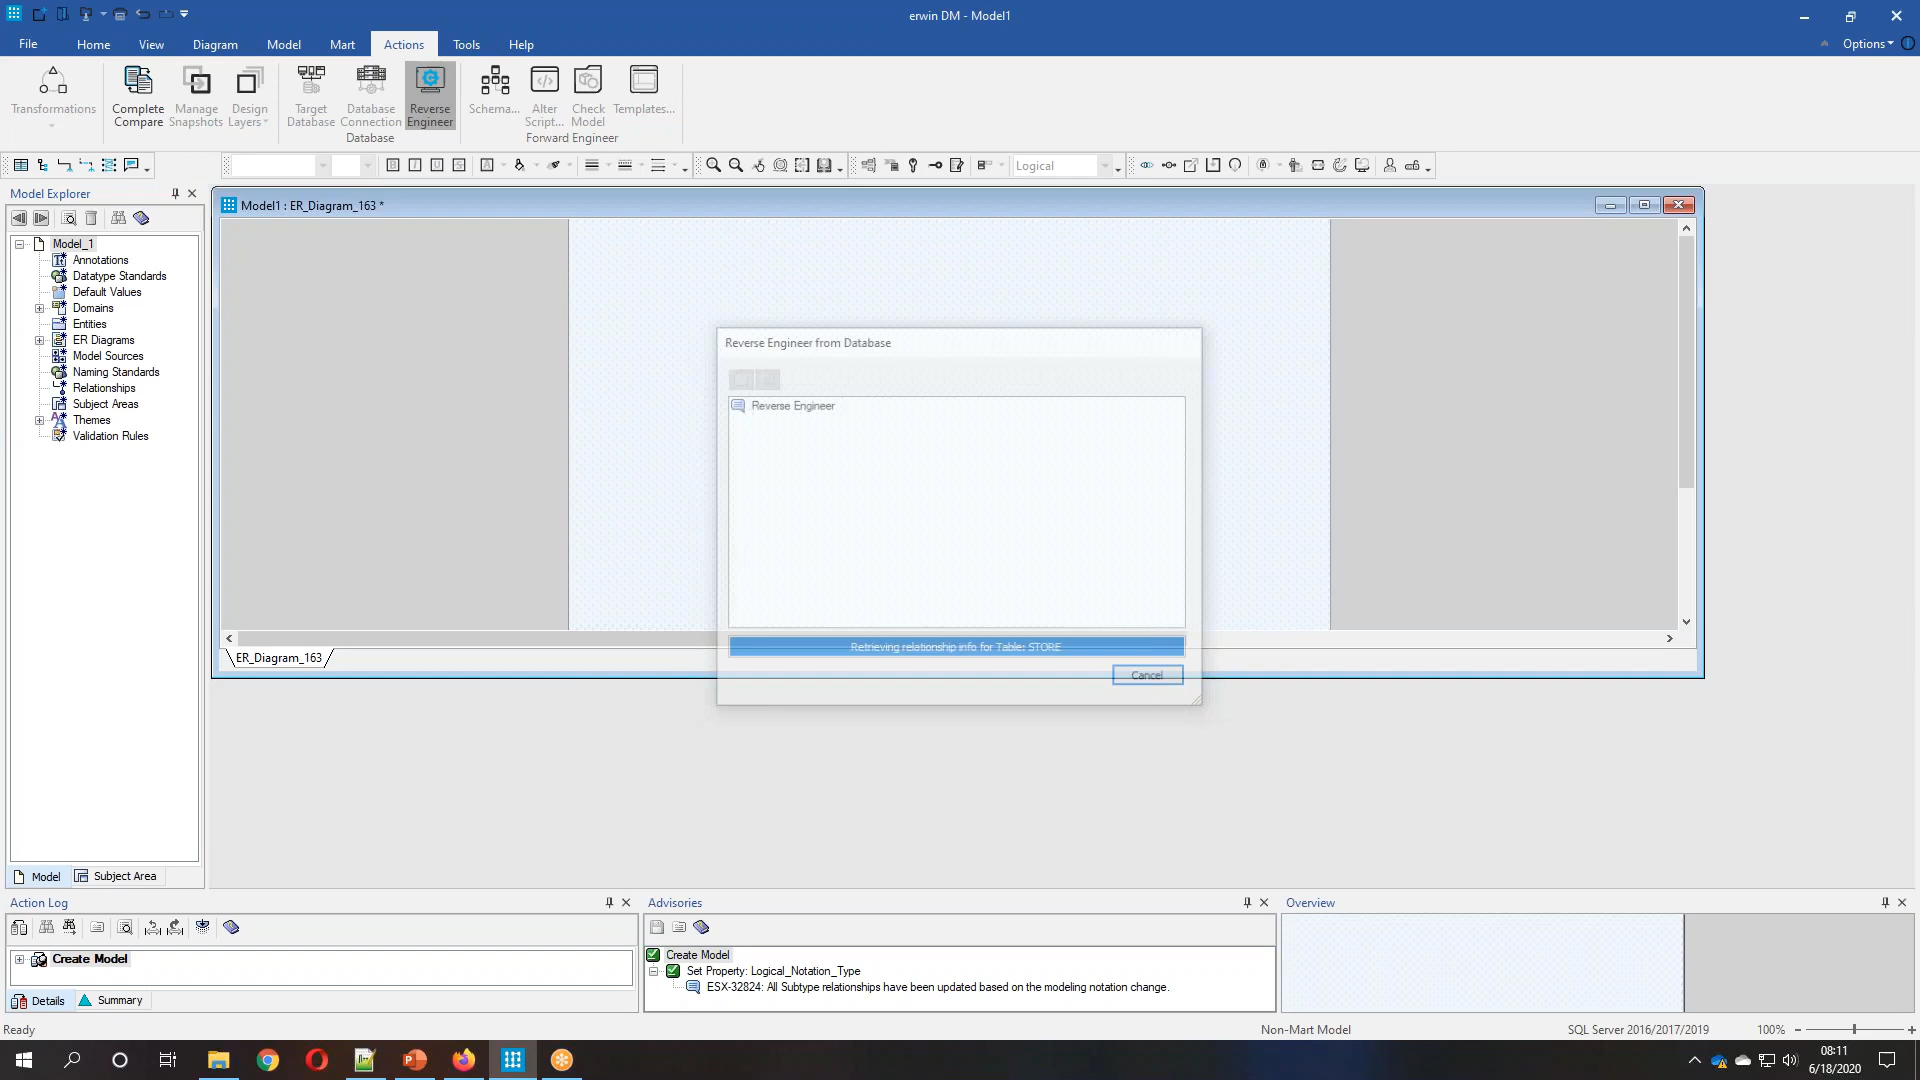 erwin DM - Model1
File Home View Diagram Model Mart Actions Tools Help Options
Transformations
Complete Compare
Manage Snapshots
Design Layers
Target Database
Database Connection
Reverse Engineer
Schema...
Alter Script...
Check Model
Templates...
Database
Forward Engineer
Logical
Model Explorer
Model1 : ER_Diagram_163 *
Model_1
Annotations
Datatype Standards
Default Values
Domains
Entities
ER Diagrams
Model Sources
Naming Standards
Relationships
Subject Areas
Themes
Validation Rules
Reverse Engineer from Database
Reverse Engineer
Retrieving relationship info for Table: STORE
Cancel
ER_Diagram_163
Model Subject Area
Action Log
Create Model
Details Summary
Advisories
Create Model
Set Property: Logical_Notation_Type
ESX-32824: All Subtype relationships have been updated based on the modeling notation change.
Overview
Ready
Non-Mart Model
SQL Server 2016/2017/2019
100%
08:11
6/18/2020